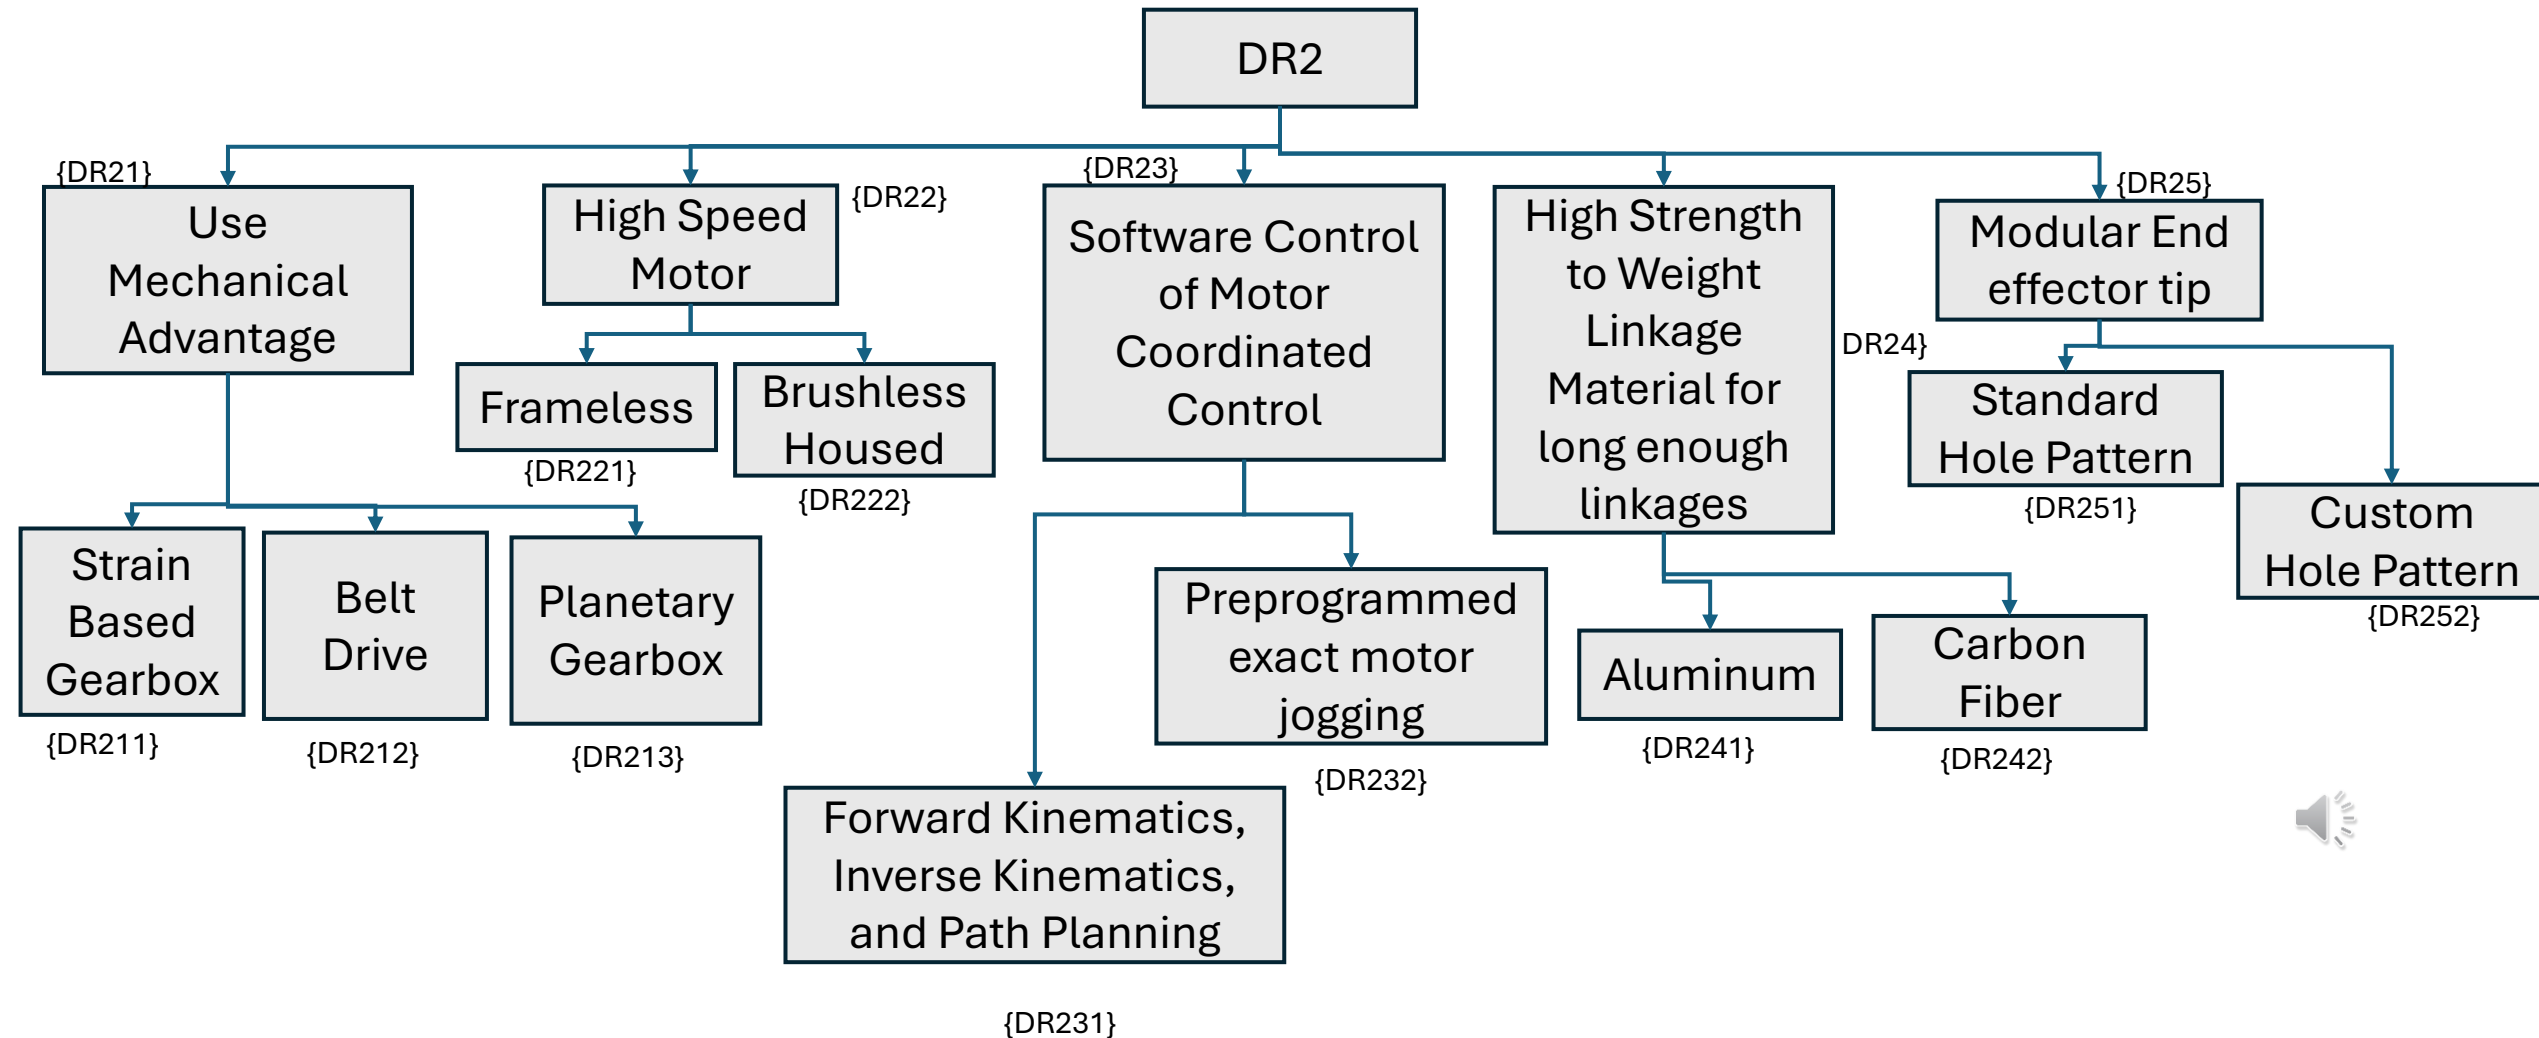 DR2
{DR21}
Use
Mechanical
Advantage
High Speed
Motor
{DR22}
{DR23}
Software Control
of Motor
Coordinated
Control
High Strength
to Weight
Linkage
Material for
long enough
linkages
DR24}
{DR25}
Modular End
effector tip
Frameless
{DR221}
Brushless
Housed
{DR222}
Standard
Hole Pattern
{DR251}
Custom
Hole Pattern
{DR252}
Strain
Based
Gearbox
{DR211}
Belt
Drive
{DR212}
Planetary
Gearbox
{DR213}
Preprogrammed
exact motor
jogging
{DR232}
Aluminum
{DR241}
Carbon
Fiber
{DR242}
Forward Kinematics,
Inverse Kinematics,
and Path Planning
{DR231}